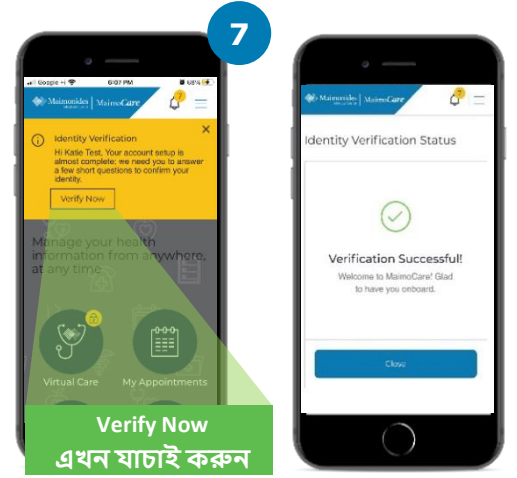 7
6:07 PM
Maimonides | MaimoCare
7
Identity Verification
Hi Katie Test, Your account setup is
almost complete; we need you to answer
a few short questions to confirm your
identity.
Verify Now
Manage your health
information from anywhere,
at any time
Virtual Care
My Appointments
Verify Now
এখন যাচাই করুন
Maimonides | MaimoCare
7
Identity Verification Status
Verification Successful!
Welcome to MaimoCare! Glad
to have you onboard.
Close